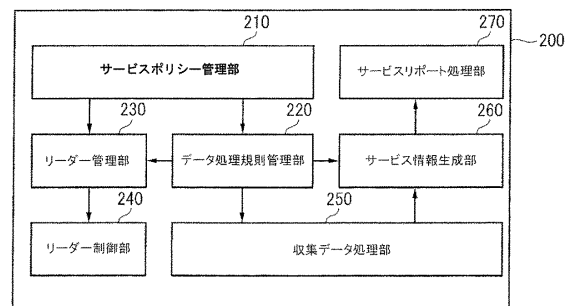 210
270
200
サービスポリシー管理部
サービスリポート処理部
230
220
260
リーダー管理部
データ処理規則管理部
サービス情報生成部
240
250
リーダー制御部
収集データ処理部